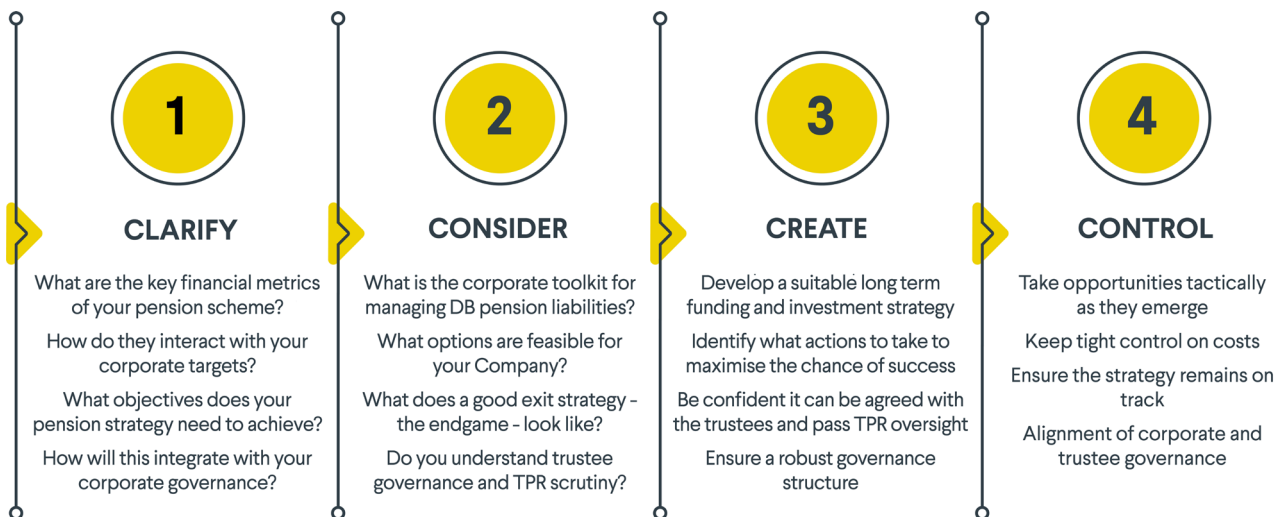 1
CLARIFY
What are the key financial metrics
of your pension scheme?
How do they interact with your
corporate targets?
What objectives does your
pension strategy need to achieve?
How will this integrate with your
corporate governance?
2
CONSIDER
What is the corporate toolkit for
managing DB pension liabilities?
What options are feasible for
your Company?
What does a good exit strategy -
the endgame - look like?
Do you understand trustee
governance and TPR scrutiny?
3
CREATE
Develop a suitable long term
funding and investment strategy
Identify what actions to take to
maximise the chance of success
Be confident it can be agreed with
the trustees and pass TPR oversight
Ensure a robust governance
structure
4
CONTROL
Take opportunities tactically
as they emerge
Keep tight control on costs
Ensure the strategy remains on
track
Alignment of corporate and
trustee governance